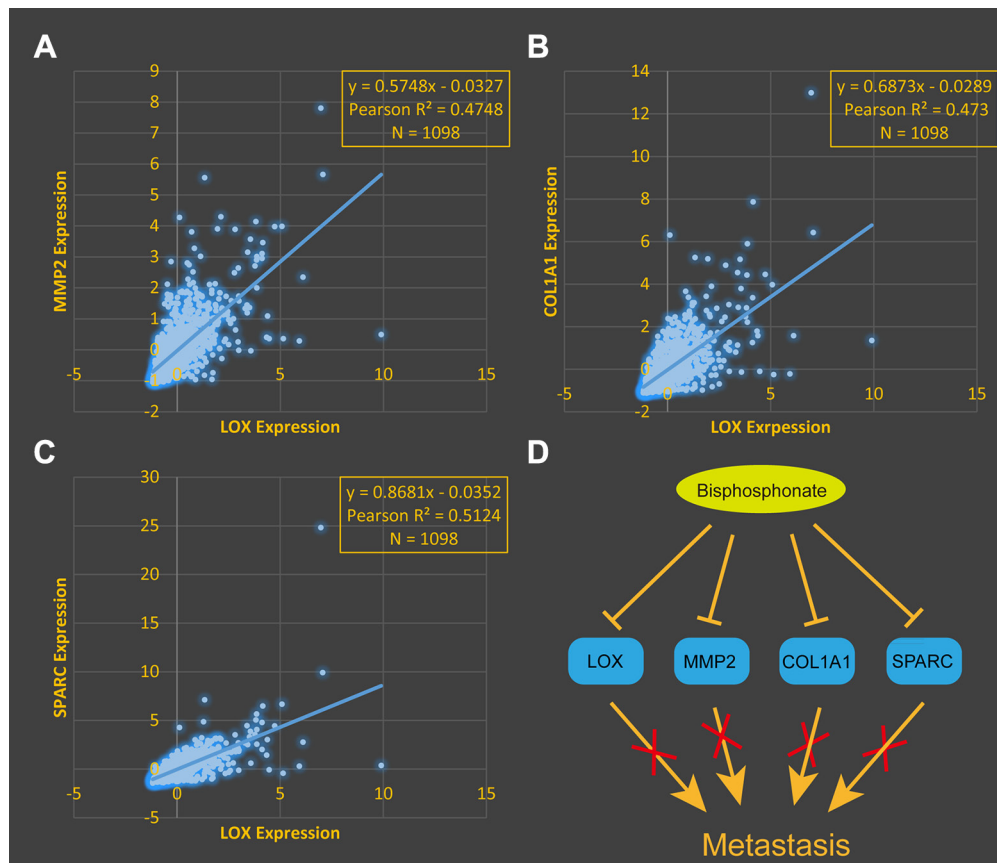 A
9
8
7
6
5
4
3
2
1
0
-1
-2
-5
0
5
10
15
MMP2 Expression
LOX Expression
y = 0.5748x - 0.0327
Pearson R² = 0.4748
N = 1098
B
14
12
10
8
6
4
2
0
-2
-5
0
5
10
15
COL1A1 Expression
LOX Exrpession
y = 0.6873x - 0.0289
Pearson R² = 0.473
N = 1098
C
30
25
20
15
10
5
0
-5
-5
0
5
10
15
SPARC Expression
LOX Expression
y = 0.8681x - 0.0352
Pearson R² = 0.5124
N = 1098
D
Bisphosphonate
LOX
MMP2
COL1A1
SPARC
Metastasis